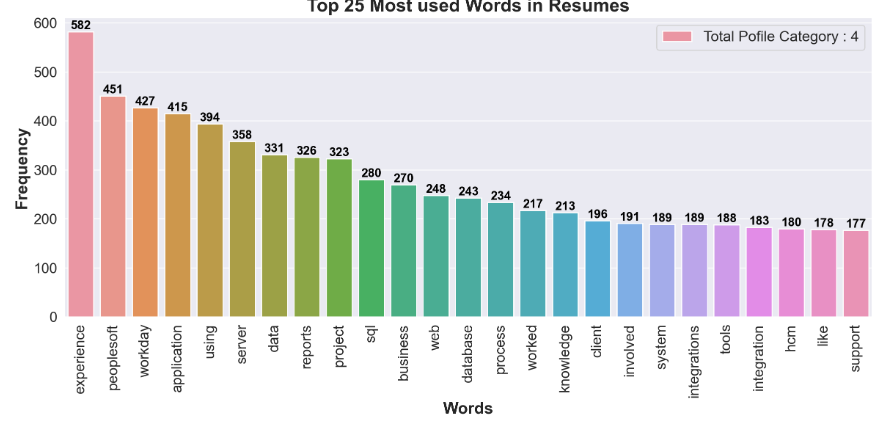 Top 25 Most used Words in Resumes
Total Pofile Category : 4
Frequency
600
500
400
300
200
100
0
582
451
427
415
394
358
331
326
323
280
270
248
243
234
217
213
196
191
189
189
188
183
180
178
177
experience
peoplesoft
workday
application
using
server
data
reports
project
sql
business
web
database
process
worked
knowledge
client
involved
system
integrations
tools
integration
hcm
like
support
Words